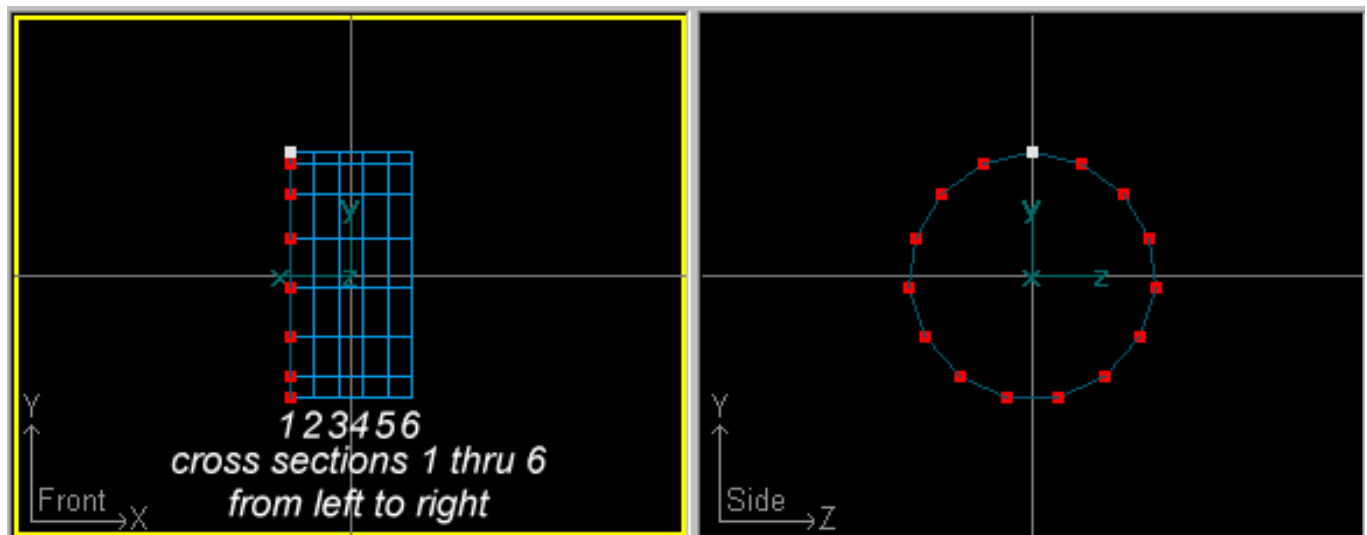 y
x z
123456
cross sections 1 thru 6
from left to right
Y
Front
X
y
x z
Y
Side
Z